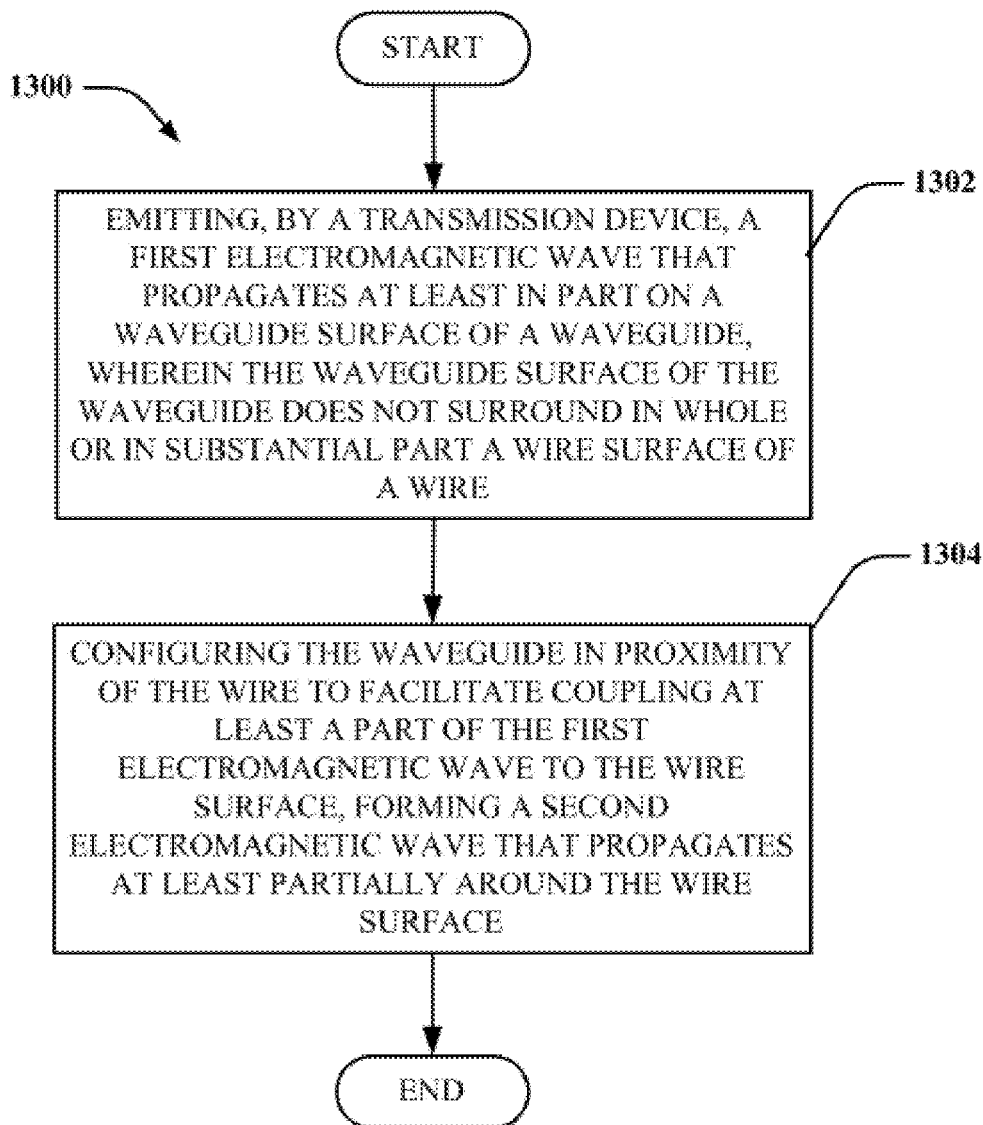 START
1300
1302
EMITTING, BY A TRANSMISSION DEVICE, A
FIRST ELECTROMAGNETIC WAVE THAT
PROPAGATES AT LEAST IN PART ON A
WAVEGUIDE SURFACE OF A WAVEGUIDE,
WHEREIN THE WAVEGUIDE SURFACE OF THE
WAVEGUIDE DOES NOT SURROUND IN WHOLE
OR IN SUBSTANTIAL PART A WIRE SURFACE OF
A WIRE
1304
CONFIGURING THE WAVEGUIDE IN PROXIMITY
OF THE WIRE TO FACILITATE COUPLING AT
LEAST A PART OF THE FIRST
ELECTROMAGNETIC WAVE TO THE WIRE
SURFACE, FORMING A SECOND
ELECTROMAGNETIC WAVE THAT PROPAGATES
AT LEAST PARTIALLY AROUND THE WIRE
SURFACE
END